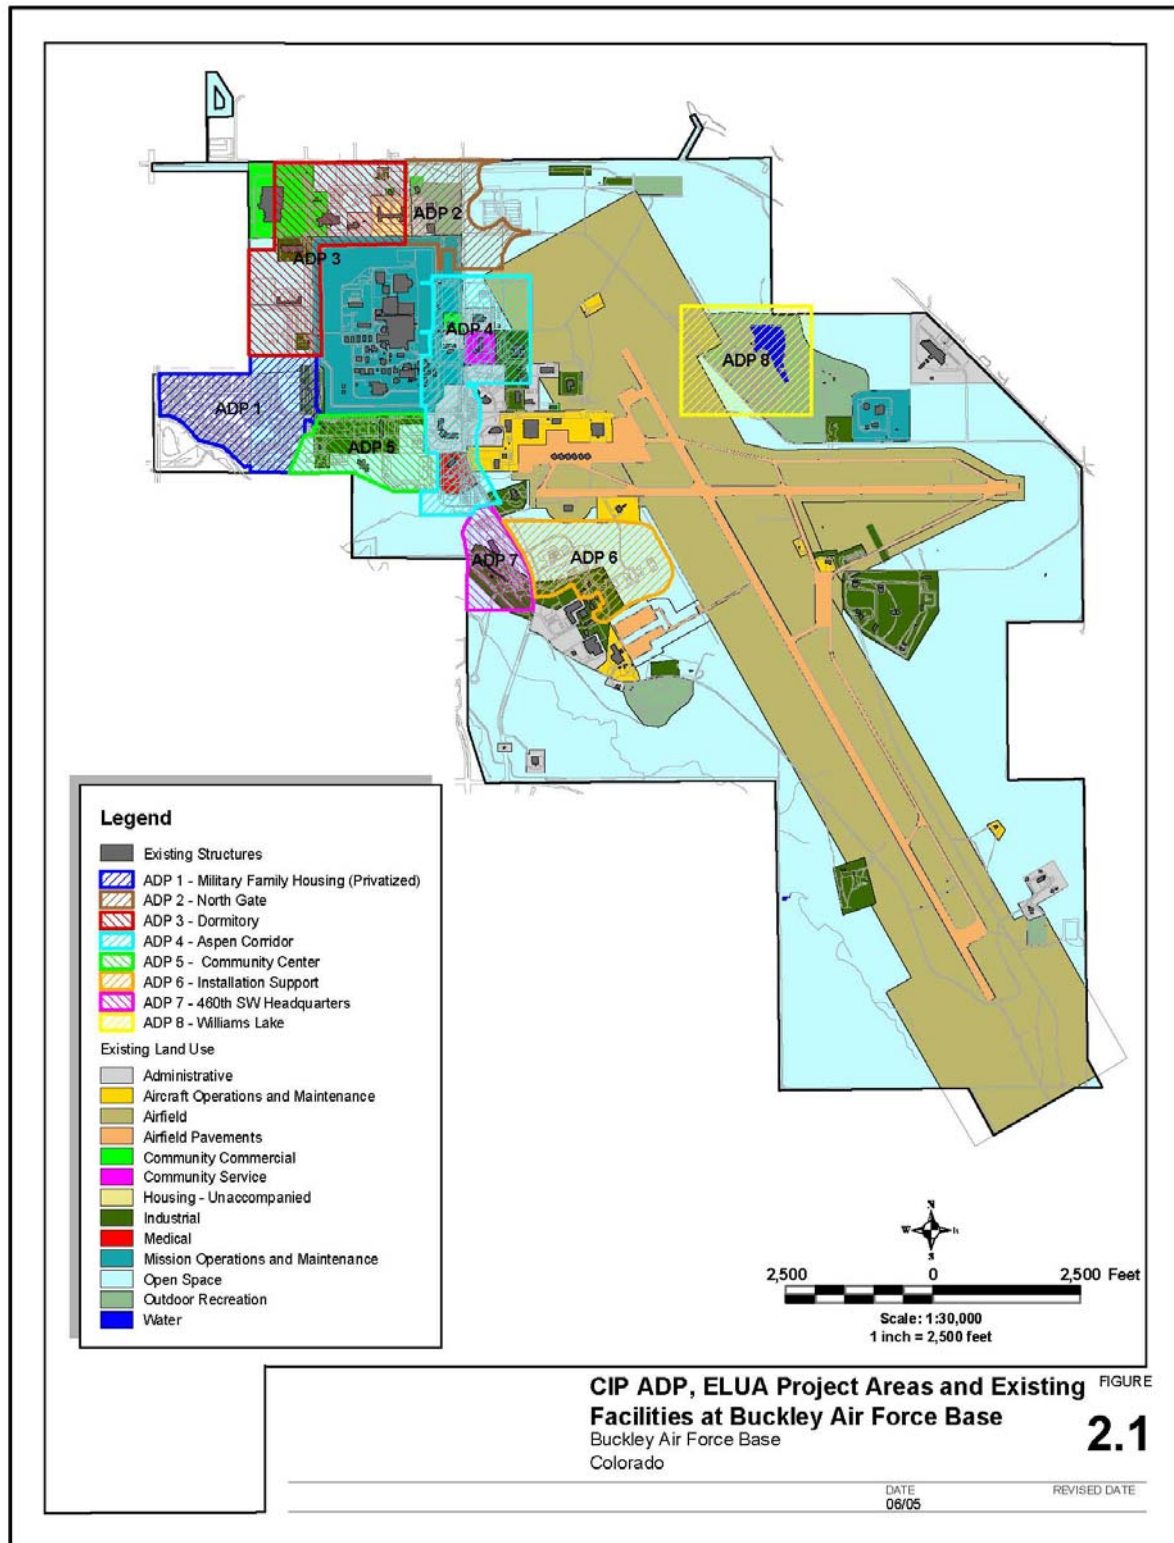 ADP 2
ADP 3
ADP 4
ADP 8
ADP 1
ADP 5
ADP 7
ADP 6
Legend
Existing Structures
ADP 1 - Military Family Housing (Privatized)
ADP 2 - North Gate
ADP 3 - Dormitory
ADP 4 - Aspen Corridor
ADP 5 - Community Center
ADP 6 - Installation Support
ADP 7 - 460th SW Headquarters
ADP 8 - Williams Lake
Existing Land Use
Administrative
Aircraft Operations and Maintenance
Airfield
Airfield Pavements
Community Commercial
Community Service
Housing - Unaccompanied
Industrial
Medical
Mission Operations and Maintenance
Open Space
Outdoor Recreation
Water
N
W E
S
2,500 0 2,500 Feet
Scale: 1:30,000
1 inch = 2,500 feet
CIP ADP, ELUA Project Areas and Existing
Facilities at Buckley Air Force Base
Buckley Air Force Base
Colorado
FIGURE
2.1
DATE
06/05
REVISED DATE